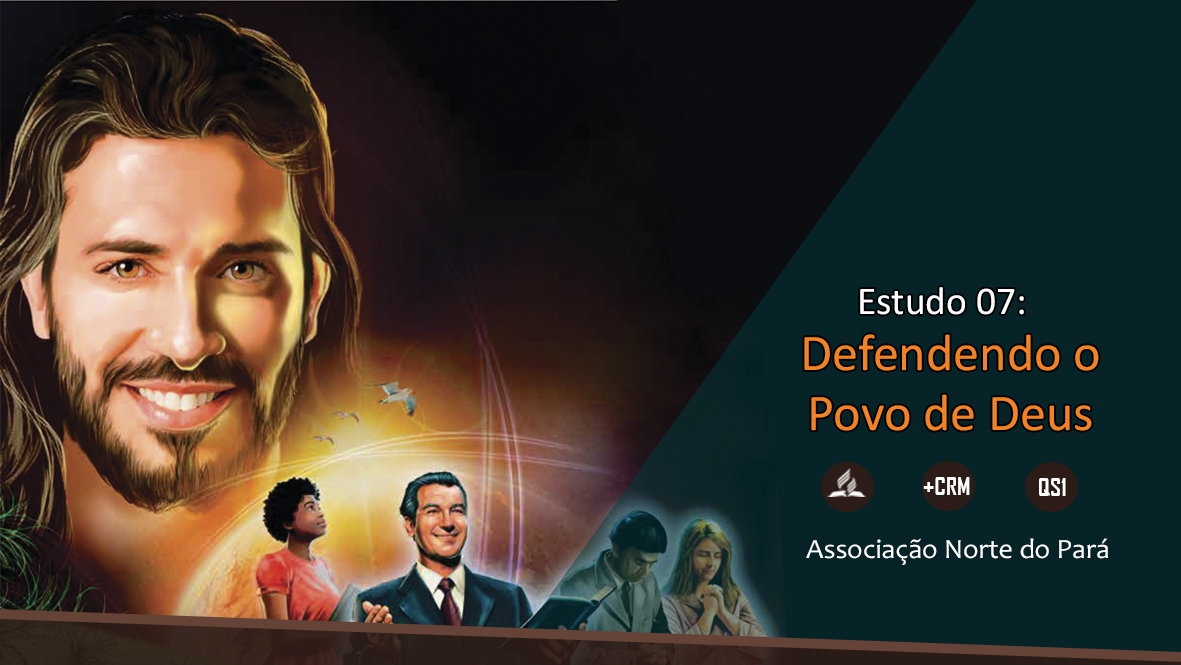 Estudo 07:
Defendendo o
Povo de Deus
+CRM
QS1
Associação Norte do Pará